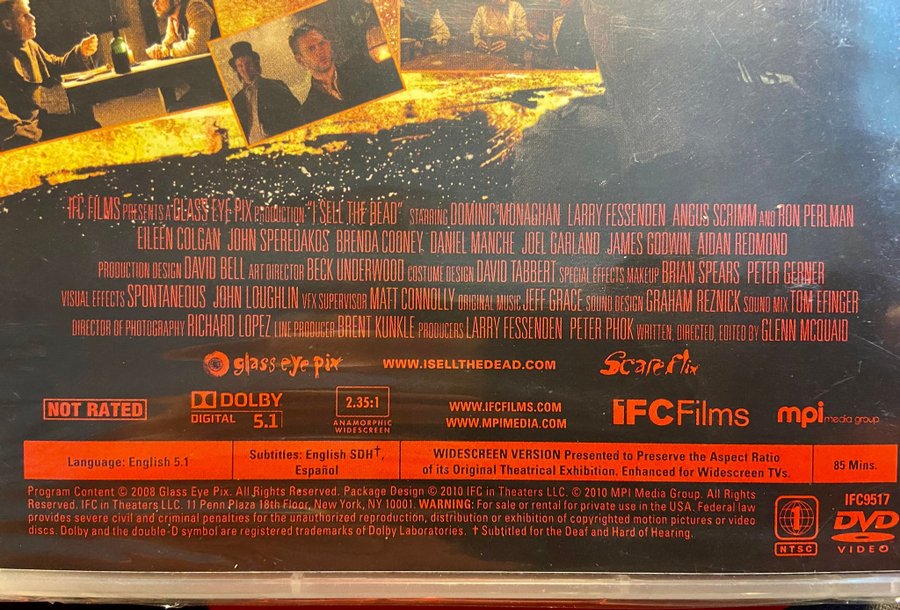 IFC FILMS PRESENTS A GLASS EYE PIX PRODUCTION "I SELL THE DEAD" STARRING DOMINIC MONAGHAN LARRY FESSENDEN ANGUS SCRIMM AND RON PERLMAN
EILEEN COLGAN JOHN SPEREDAKOS BRENDA COONEY DANIEL MANCHE JOEL GARLAND JAMES GODWIN AIDAN REDMOND
PRODUCTION DESIGN DAVID BELL ART DIRECTOR BECK UNDERWOOD COSTUME DESIGN DAVID TABBERT SPECIAL EFFECTS MAKEUP BRIAN SPEARS PETER GERNER
VISUAL EFFECTS SPONTANEOUS JOHN LOUGHLIN VFX SUPERVISOR MATT CONNOLLY ORIGINAL MUSIC JEFF GRACE SOUND DESIGN GRAHAM REZNICK SOUND MIX TOM EFINGER
DIRECTOR OF PHOTOGRAPHY RICHARD LOPEZ LINE PRODUCER BRENT KUNKLE PRODUCERS LARRY FESSENDEN PETER PHOK WRITTEN, DIRECTED, EDITED BY GLENN MCQUAID
glass eye pix WWW.ISELLTHEDEAD.COM Scareflix
NOT RATED
DOLBY
DIGITAL 5.1
2.35:1
ANAMORPHIC
WIDESCREEN
WWW.IFCFILMS.COM
WWW.MPIMEDIA.COM
IFC Films
mpi media group
Language: English 5.1
Subtitles: English SDH†,
Español
WIDESCREEN VERSION Presented to Preserve the Aspect Ratio
of its Original Theatrical Exhibition. Enhanced for Widescreen TVs.
85 Mins.
Program Content © 2008 Glass Eye Pix. All Rights Reserved. Package Design © 2010 IFC in Theaters LLC. © 2010 MPI Media Group. All Rights
Reserved. IFC in Theaters LLC. 11 Penn Plaza 18th Floor, New York, NY 10001. WARNING: For sale or rental for private use in the USA. Federal law
provides severe civil and criminal penalties for the unauthorized reproduction, distribution or exhibition of copyrighted motion pictures or video
discs. Dolby and the double-D symbol are registered trademarks of Dolby Laboratories. † Subtitled for the Deaf and Hard of Hearing.
1
NTSC
IFC9517
DVD
VIDEO